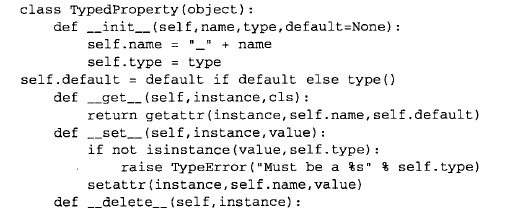 class TypedProperty(object):
    def __init__(self,name,type,default=None):
        self.name = "_" + name
        self.type = type
self.default = default if default else type()
    def __get__(self,instance,cls):
        return getattr(instance,self.name,self.default)
    def __set__(self,instance,value):
        if not isinstance(value,self.type):
            raise TypeError("Must be a %s" % self.type)
        setattr(instance,self.name,value)
    def __delete__(self,instance):